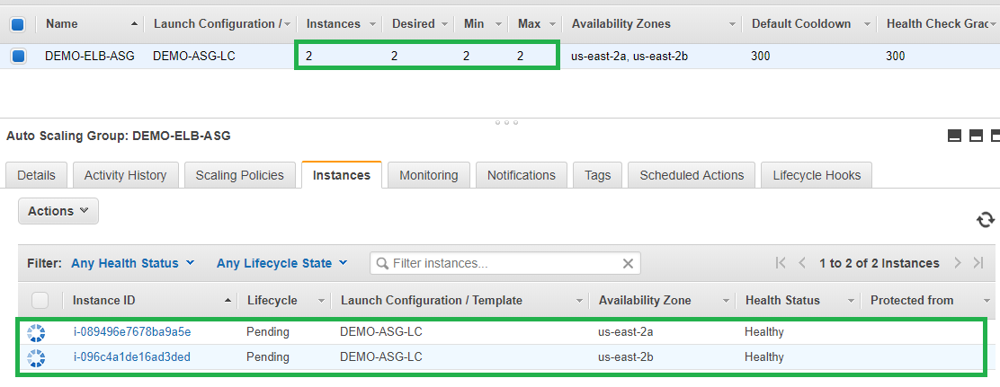 Name Launch Configuration / Instances Desired Min Max Availability Zones Default Cooldown Health Check Grac
DEMO-ELB-ASG DEMO-ASG-LC 2 2 2 2 us-east-2a, us-east-2b 300 300
Auto Scaling Group: DEMO-ELB-ASG
Details Activity History Scaling Policies Instances Monitoring Notifications Tags Scheduled Actions Lifecycle Hooks
Actions
Filter: Any Health Status Any Lifecycle State Filter instances... 1 to 2 of 2 Instances
Instance ID Lifecycle Launch Configuration / Template Availability Zone Health Status Protected from
i-089496e7678ba9a5e Pending DEMO-ASG-LC us-east-2a Healthy
i-096c4a1de16ad3ded Pending DEMO-ASG-LC us-east-2b Healthy